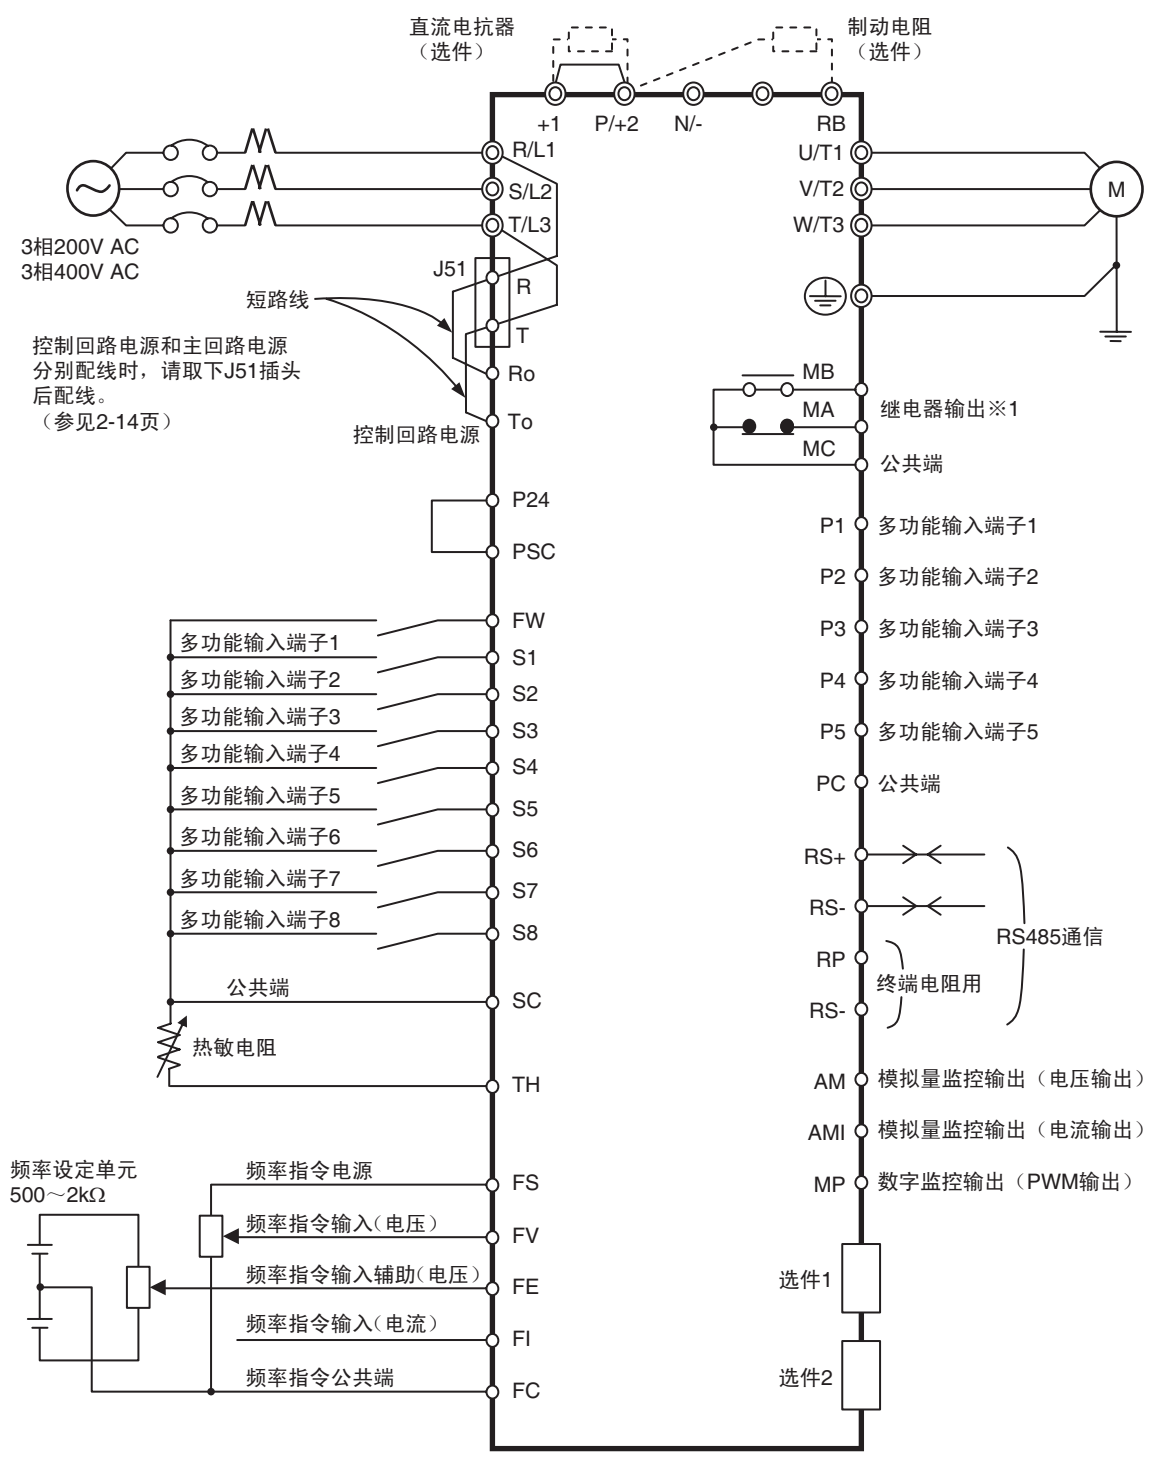 直流电抗器
（选件）
制动电阻
（选件）
+1
P/+2
N/-
RB
R/L1
S/L2
T/L3
U/T1
V/T2
W/T3
M
3相200V AC
3相400V AC
J51
R
T
短路线
控制回路电源和主回路电源
分别配线时，请取下J51插头
后配线。
（参见2-14页）
Ro
To
控制回路电源
MB
MA
MC
继电器输出※1
公共端
P24
PSC
P1 多功能输入端子1
P2 多功能输入端子2
P3 多功能输入端子3
P4 多功能输入端子4
P5 多功能输入端子5
PC 公共端
FW
多功能输入端子1 S1
多功能输入端子2 S2
多功能输入端子3 S3
多功能输入端子4 S4
多功能输入端子5 S5
多功能输入端子6 S6
多功能输入端子7 S7
多功能输入端子8 S8
公共端 SC
热敏电阻
TH
RS+
RS-
RP
RS-
RS485通信
终端电阻用
AM 模拟量监控输出（电压输出）
AMI 模拟量监控输出（电流输出）
MP 数字监控输出（PWM输出）
频率设定单元
500～2kΩ
频率指令电源 FS
频率指令输入（电压） FV
频率指令输入辅助（电压） FE
频率指令输入（电流） FI
频率指令公共端 FC
选件1
选件2